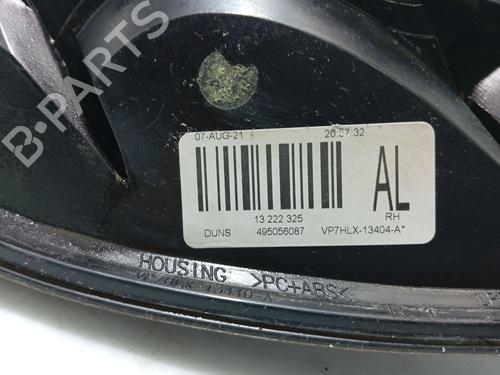 B-PARTS
07-AUG-21 20:57:32
13 222 325
AL
RH
DUNS 495056087 VP7HLX-13404-A*
HOUSING >PC+ABS<